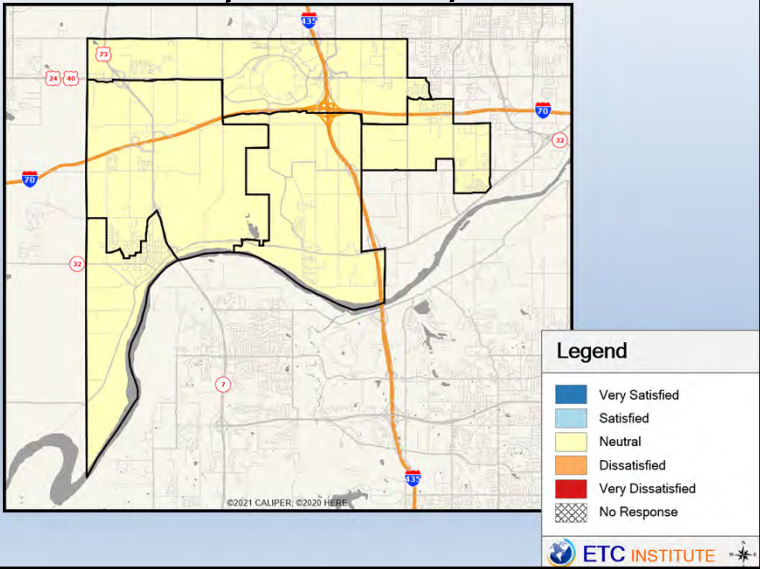 435
73
24
40
70
32
70
32
7
435
©2021 CALIPER; ©2020 HERE
Legend
Very Satisfied
Satisfied
Neutral
Dissatisfied
Very Dissatisfied
No Response
ETC INSTITUTE